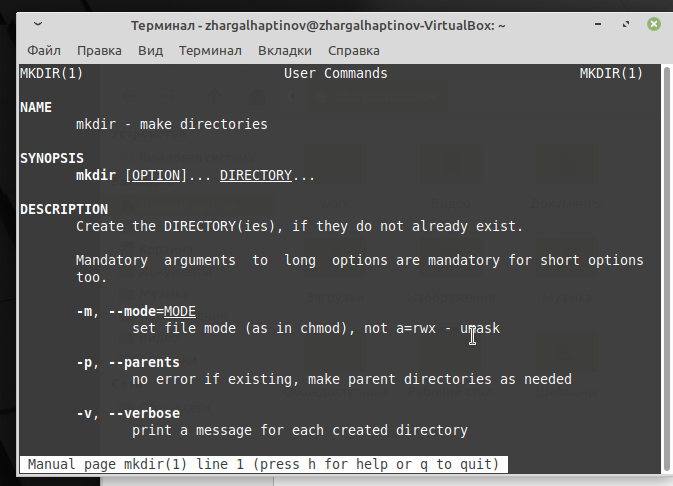 Терминал - zhargalhaptinov@zhargalhaptinov-VirtualBox: ~
Файл Правка Вид Терминал Вкладки Справка
MKDIR(1) User Commands MKDIR(1)
NAME
mkdir - make directories
SYNOPSIS
mkdir [OPTION]... DIRECTORY...
DESCRIPTION
Create the DIRECTORY(ies), if they do not already exist.
Mandatory arguments to long options are mandatory for short options
too.
-m, --mode=MODE
set file mode (as in chmod), not a=rwx - umask
-p, --parents
no error if existing, make parent directories as needed
-v, --verbose
print a message for each created directory
Manual page mkdir(1) line 1 (press h for help or q to quit)